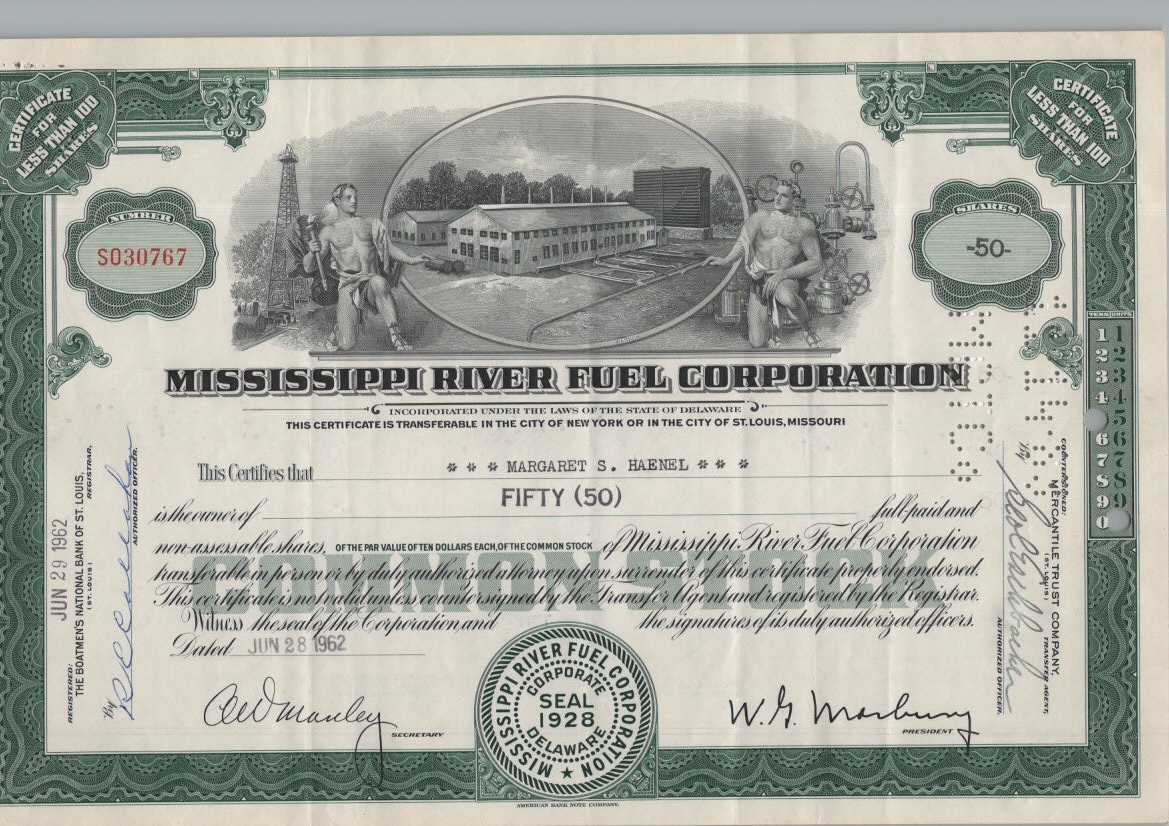 CERTIFICATE
FOR
LESS THAN 100
SHARES
CERTIFICATE
FOR
LESS THAN 100
SHARES
NUMBER
SO30767
SHARES
-50-
MISSISSIPPI RIVER FUEL CORPORATION
INCORPORATED UNDER THE LAWS OF THE STATE OF DELAWARE
THIS CERTIFICATE IS TRANSFERABLE IN THE CITY OF NEW YORK OR IN THE CITY OF ST. LOUIS, MISSOURI
This Certifies that * * * MARGARET S. HAENEL * * *
FIFTY (50)
is the owner of full-paid and
non-assessable shares, OF THE PAR VALUE OF TEN DOLLARS EACH, OF THE COMMON STOCK of Mississippi River Fuel Corporation
COMMON STOCK
transferable in person or by duly authorized attorney upon surrender of this certificate properly endorsed.
This certificate is not valid unless countersigned by the Transfer Agent and registered by the Registrar.
Witness the seal of the Corporation, and the signatures of its duly authorized officers.
Dated JUN 28 1962
SECRETARY
W. G. Marbury
PRESIDENT
MISSISSIPPI RIVER FUEL CORPORATION
CORPORATE
SEAL
1928
DELAWARE
AMERICAN BANK NOTE COMPANY.
JUN 29 1962
REGISTERED:
THE BOATMEN'S NATIONAL BANK OF ST. LOUIS,
(ST. LOUIS) REGISTRAR,
By
AUTHORIZED OFFICER.
COUNTERSIGNED:
MERCANTILE TRUST COMPANY,
(ST. LOUIS) TRANSFER AGENT,
By
AUTHORIZED OFFICER.
TENS UNITS
1 1
2 2
3 3
4 4
5
6 6
7 7
8 8
9 9
0